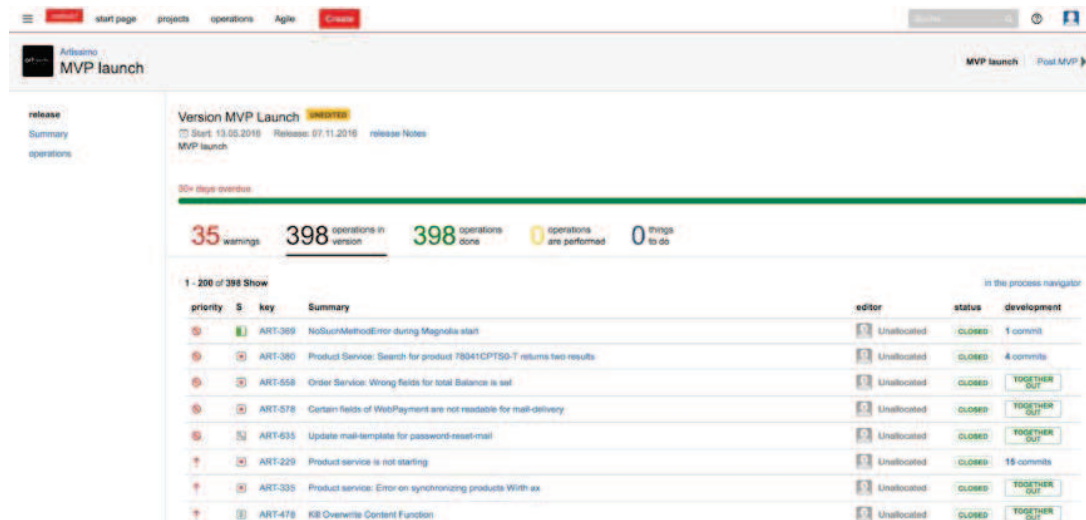 start page projects operations Agile Create
Artissimo
MVP launch
MVP launch Post MVP
release
Summary
operations
Version MVP Launch UNEDITED
Start: 13.05.2016 Release: 07.11.2016 release Notes
MVP launch
30+ days overdue
35 warnings 398 operations in version 398 operations done 0 operations are performed 0 things to do
1 - 200 of 398 Show in the process navigator
priority S key Summary editor status development
ART-369 NoSuchMethodError during Magnolia start Unallocated CLOSED 1 commit
ART-380 Product Service: Search for product 78041CPTS0-T returns two results Unallocated CLOSED 4 commits
ART-558 Order Service: Wrong fields for total Balance is set Unallocated CLOSED TOGETHER OUT
ART-578 Certain fields of WebPayment are not readable for mail-delivery Unallocated CLOSED TOGETHER OUT
ART-635 Update mail-template for password-reset-mail Unallocated CLOSED TOGETHER OUT
ART-229 Product service is not starting Unallocated CLOSED 15 commits
ART-335 Product service: Error on synchronizing products Wiith ax Unallocated CLOSED TOGETHER OUT
ART-478 Kill Overwrite Content Function Unallocated CLOSED TOGETHER OUT